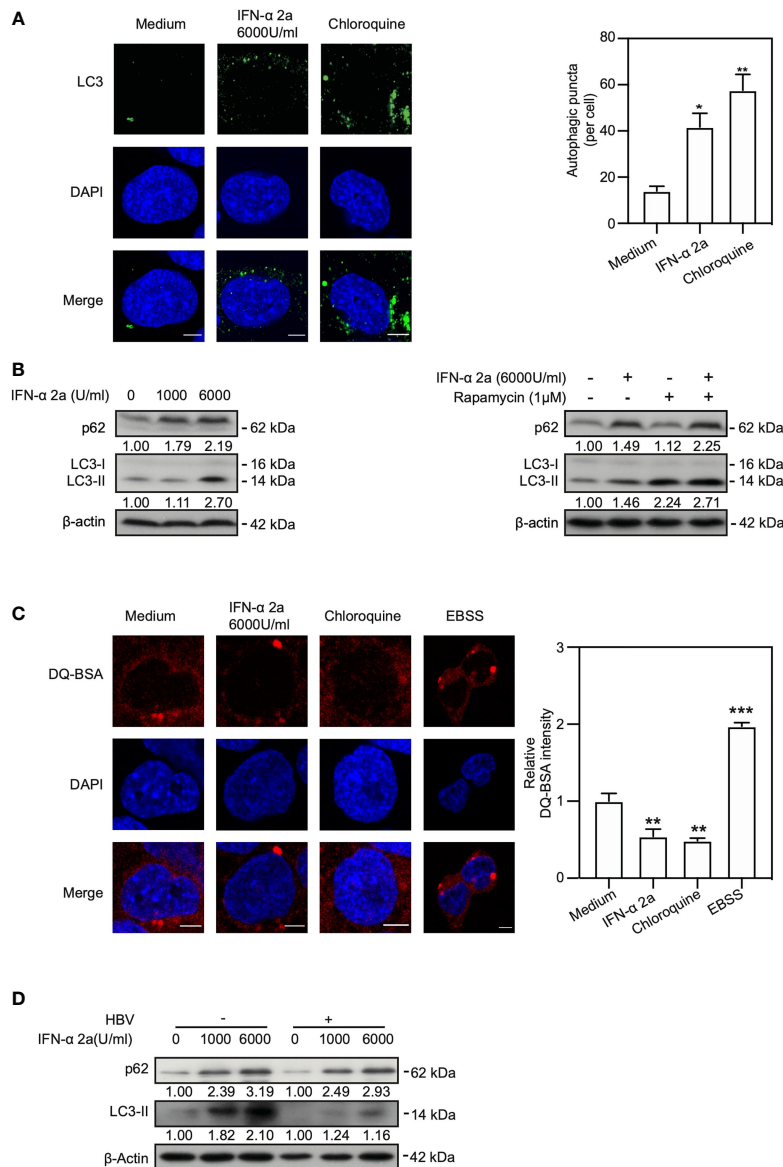 A
Medium
IFN-α 2a
6000U/ml
Chloroquine
LC3
DAPI
Merge
Autophagic puncta
(per cell)
80
60
40
20
0
*
**
Medium
IFN-α 2a
Chloroquine
B
IFN-α 2a (U/ml) 0 1000 6000
p62 - 62 kDa
1.00 1.79 2.19
LC3-I - 16 kDa
LC3-II - 14 kDa
1.00 1.11 2.70
β-actin - 42 kDa
IFN-α 2a (6000U/ml) - + - +
Rapamycin (1μM) - - + +
p62 - 62 kDa
1.00 1.49 1.12 2.25
LC3-I - 16 kDa
LC3-II - 14 kDa
1.00 1.46 2.24 2.71
β-actin - 42 kDa
C
Medium
IFN-α 2a
6000U/ml
Chloroquine
EBSS
DQ-BSA
DAPI
Merge
Relative
DQ-BSA intensity
3
2
1
0
**
**
***
Medium
IFN-α 2a
Chloroquine
EBSS
D
HBV - +
IFN-α 2a(U/ml) 0 1000 6000 0 1000 6000
p62 -62 kDa
1.00 2.39 3.19 1.00 2.49 2.93
LC3-II -14 kDa
1.00 1.82 2.10 1.00 1.24 1.16
β-Actin -42 kDa